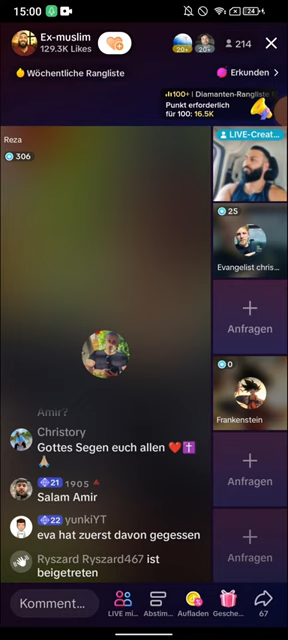 15:00
24
Ex-muslim
129.3K Likes
20+
20+
214
Wöchentliche Rangliste
Erkunden
100+ | Diamanten-Rangliste
Punkt erforderlich
für 100: 16.5K
Reza
306
LIVE-Creat...
25
Evangelist chris...
Anfragen
0
Frankenstein
Anfragen
Anfragen
Amir?
Christory
Gottes Segen euch allen ❤️✝️
🙏
21 1905 🔺
Salam Amir
22 yunkiYT
eva hat zuerst davon gegessen
Ryszard Ryszard467 ist
beigetreten
Komment...
LIVE mi...
Abstim...
Aufladen
Gesche...
67